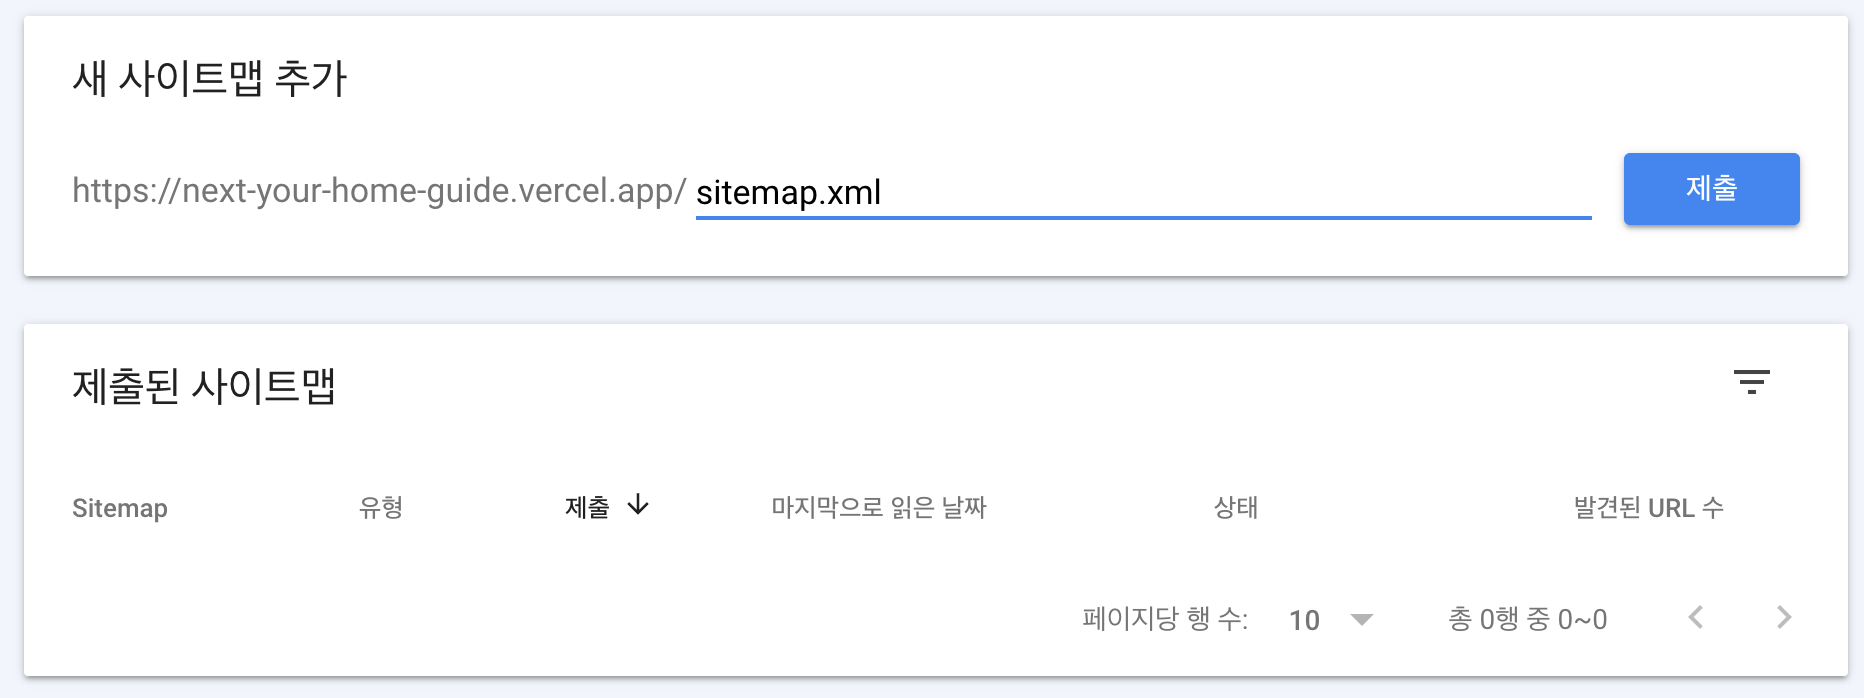 새 사이트맵 추가
https://next-your-home-guide.vercel.app/ sitemap.xml 제출
제출된 사이트맵
Sitemap 유형 제출 마지막으로 읽은 날짜 상태 발견된 URL 수
페이지당 행 수: 10 총 0행 중 0~0